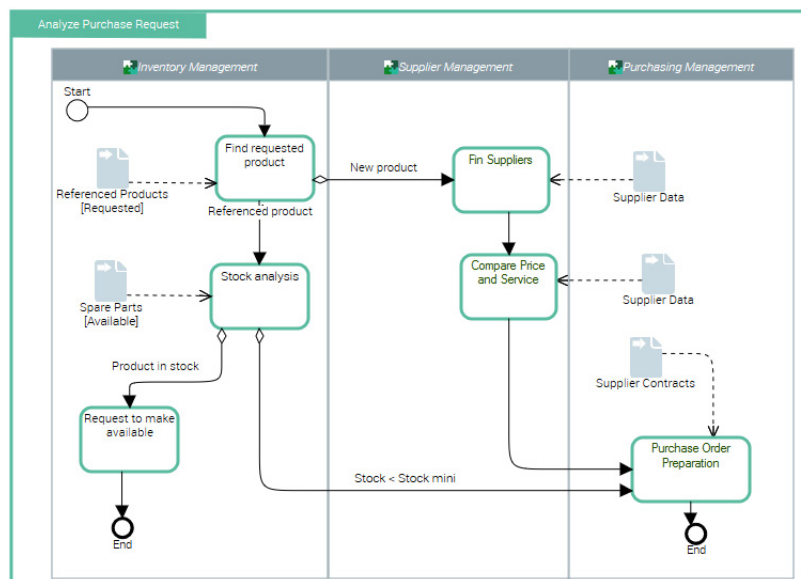 Analyze Purchase Request
Inventory Management
Supplier Management
Purchasing Management
Start
Find requested
product
New product
Fin Suppliers
Referenced Products
[Requested]
Supplier Data
Referenced product
Stock analysis
Compare Price
and Service
Spare Parts
[Available]
Supplier Data
Product in stock
Supplier Contracts
Request to make
available
Purchase Order
Preparation
Stock < Stock mini
End
End